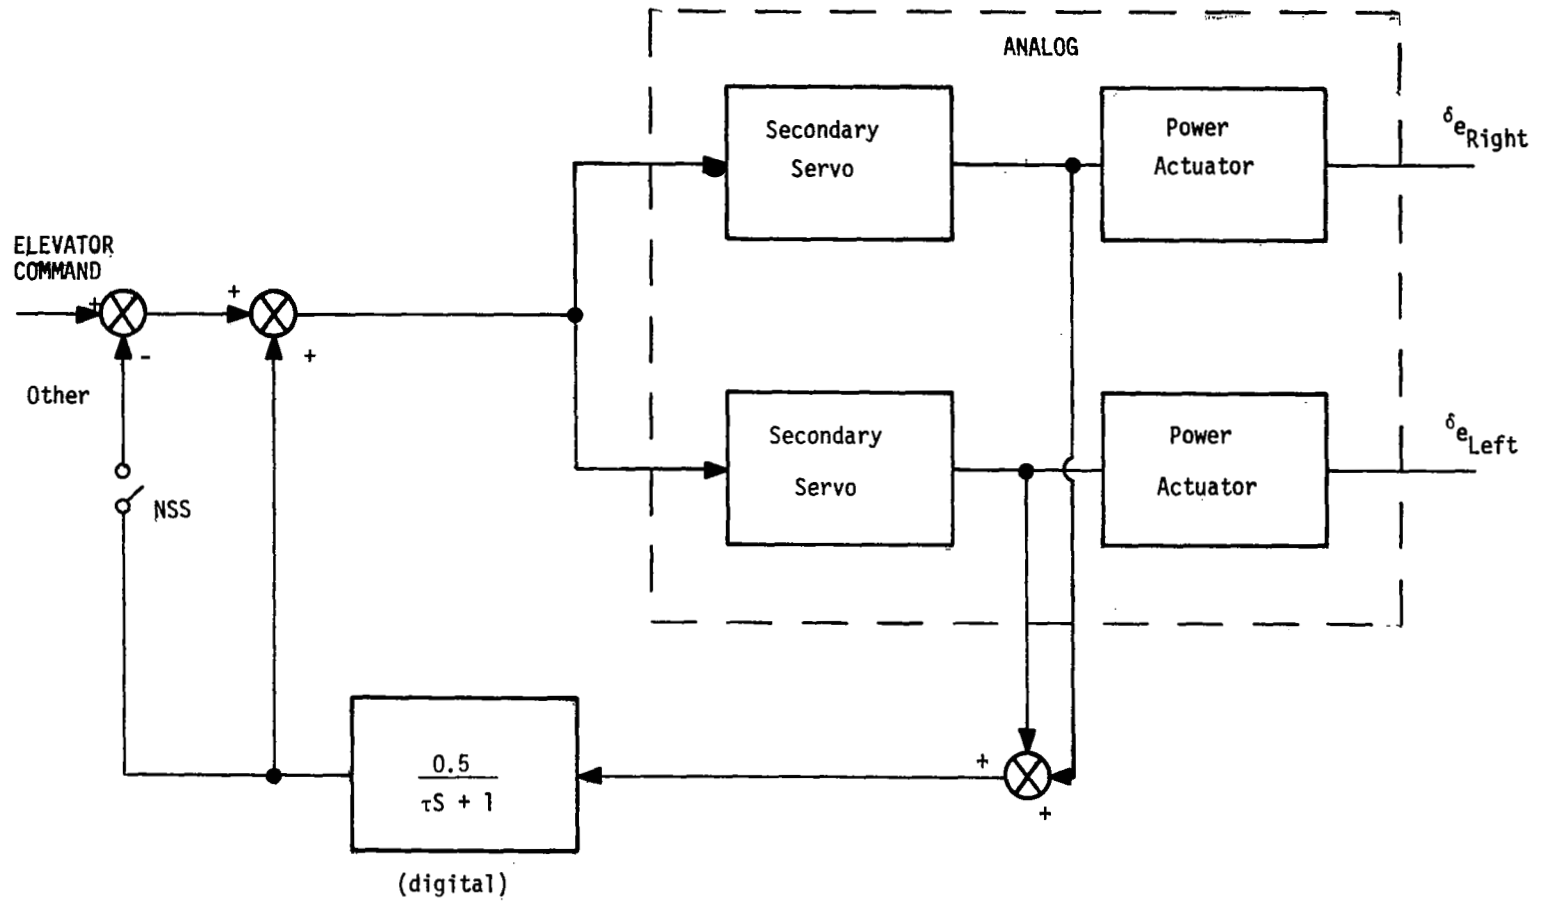 ANALOG
Secondary
Servo
Power
Actuator
δeRight
ELEVATOR
COMMAND
+
+
-
+
Other
NSS
Secondary
Servo
Power
Actuator
δeLeft
0.5
τS + 1
(digital)
+
+